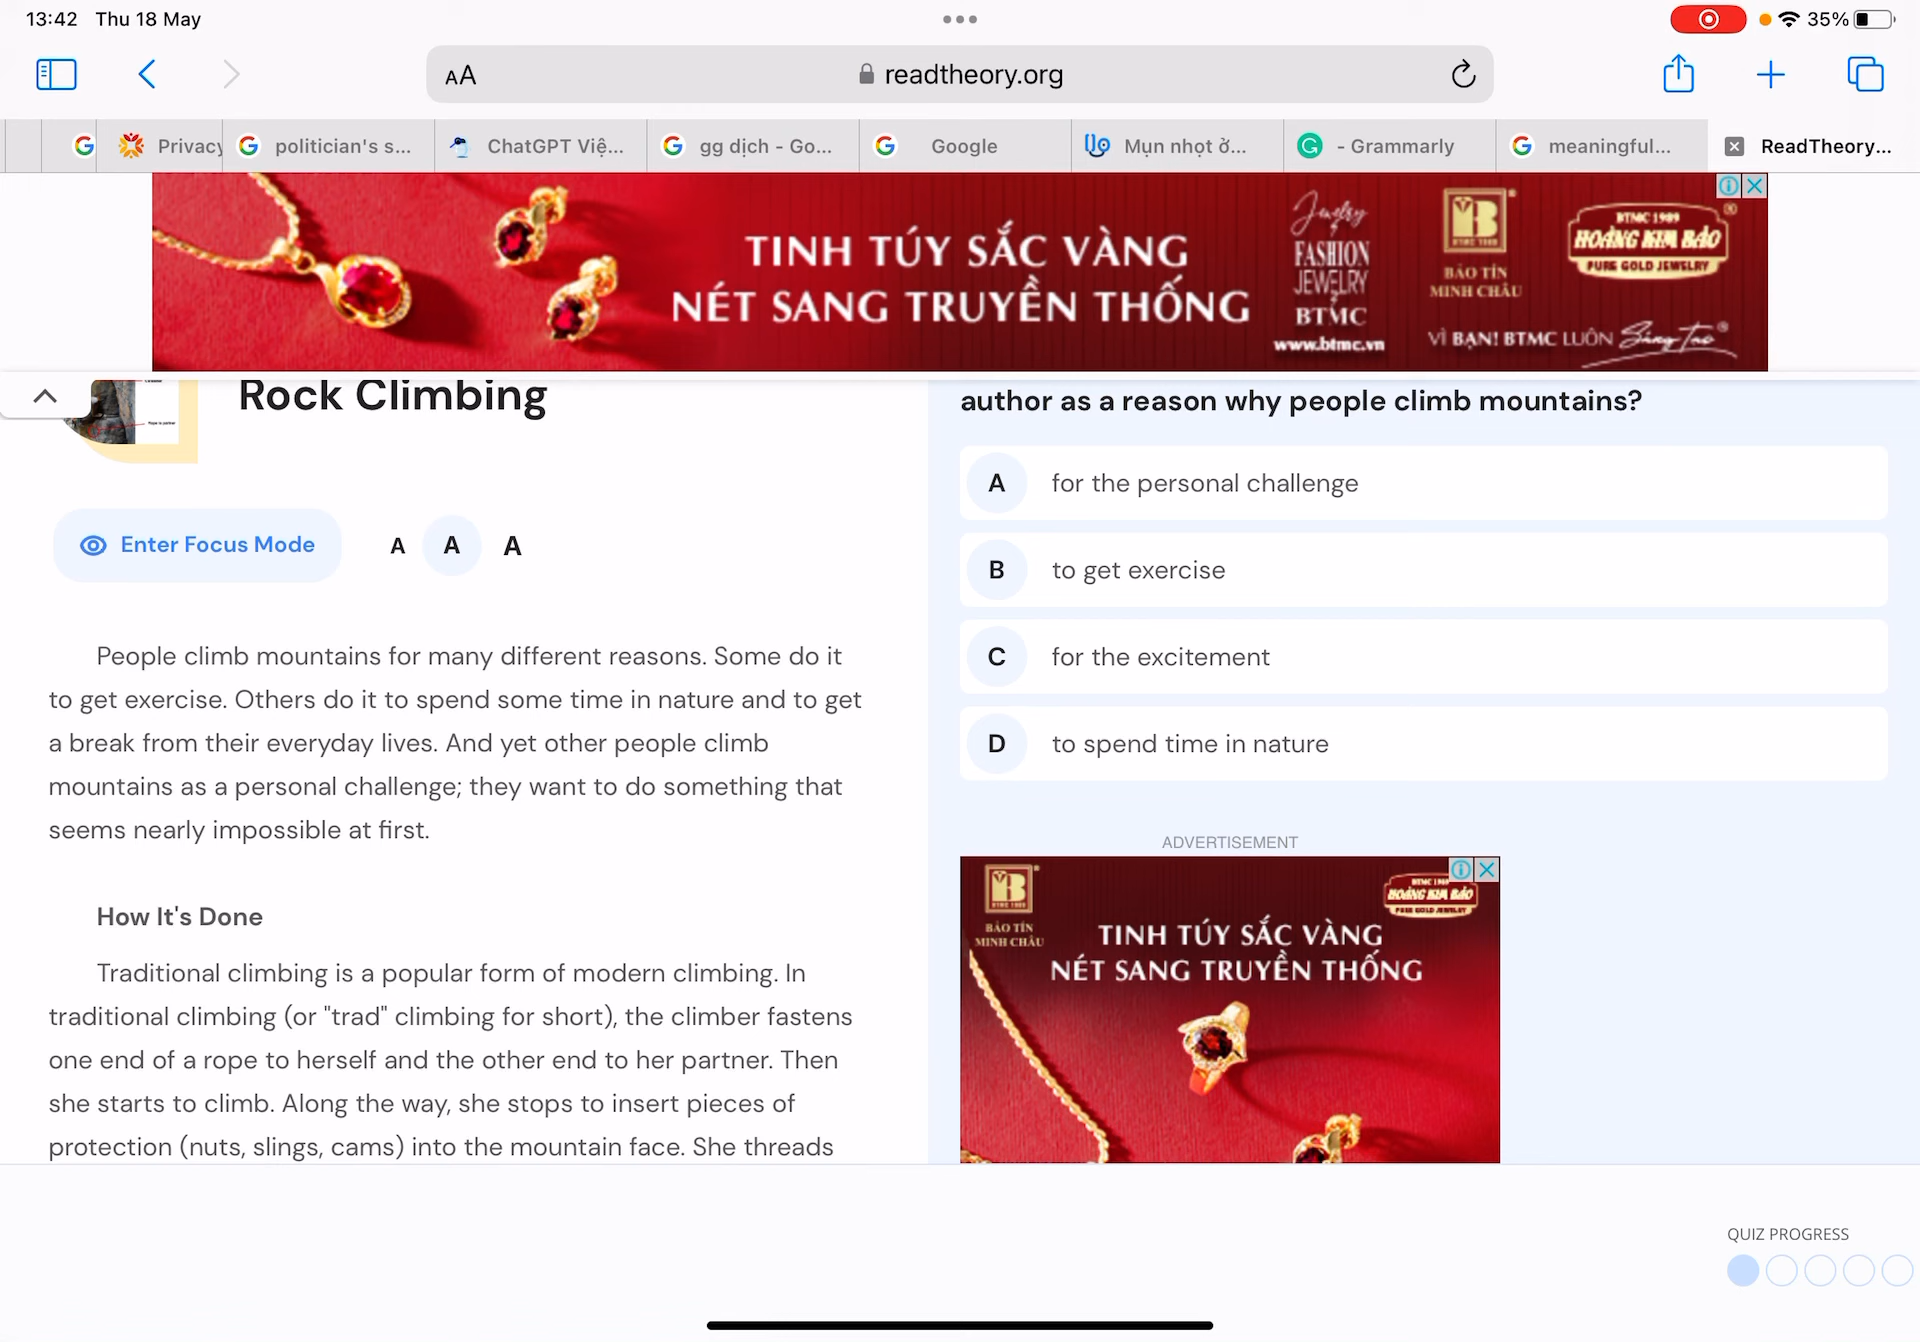 13:42 Thu 18 May
35%
AA
readtheory.org
Privacy
politician's s...
ChatGPT Việ...
gg dịch - Go...
Google
Mụn nhọt ở...
- Grammarly
meaningful...
ReadTheory...
TINH TÚY SẮC VÀNG
NÉT SANG TRUYỀN THỐNG
Jewelry
FASHION
JEWELRY
BTMC
www.btmc.vn
BẢO TÍN
MINH CHÂU
BTMC 1989
HOÀNG KIM BẢO
PURE GOLD JEWELRY
VÌ BẠN! BTMC LUÔN Sáng Tạo
Rock Climbing
Enter Focus Mode
A A A
People climb mountains for many different reasons. Some do it
to get exercise. Others do it to spend some time in nature and to get
a break from their everyday lives. And yet other people climb
mountains as a personal challenge; they want to do something that
seems nearly impossible at first.
How It's Done
Traditional climbing is a popular form of modern climbing. In
traditional climbing (or "trad" climbing for short), the climber fastens
one end of a rope to herself and the other end to her partner. Then
she starts to climb. Along the way, she stops to insert pieces of
protection (nuts, slings, cams) into the mountain face. She threads
author as a reason why people climb mountains?
A for the personal challenge
B to get exercise
C for the excitement
D to spend time in nature
ADVERTISEMENT
BẢO TÍN
MINH CHÂU
HOÀNG KIM BẢO
PURE GOLD JEWELRY
TINH TÚY SẮC VÀNG
NÉT SANG TRUYỀN THỐNG
QUIZ PROGRESS